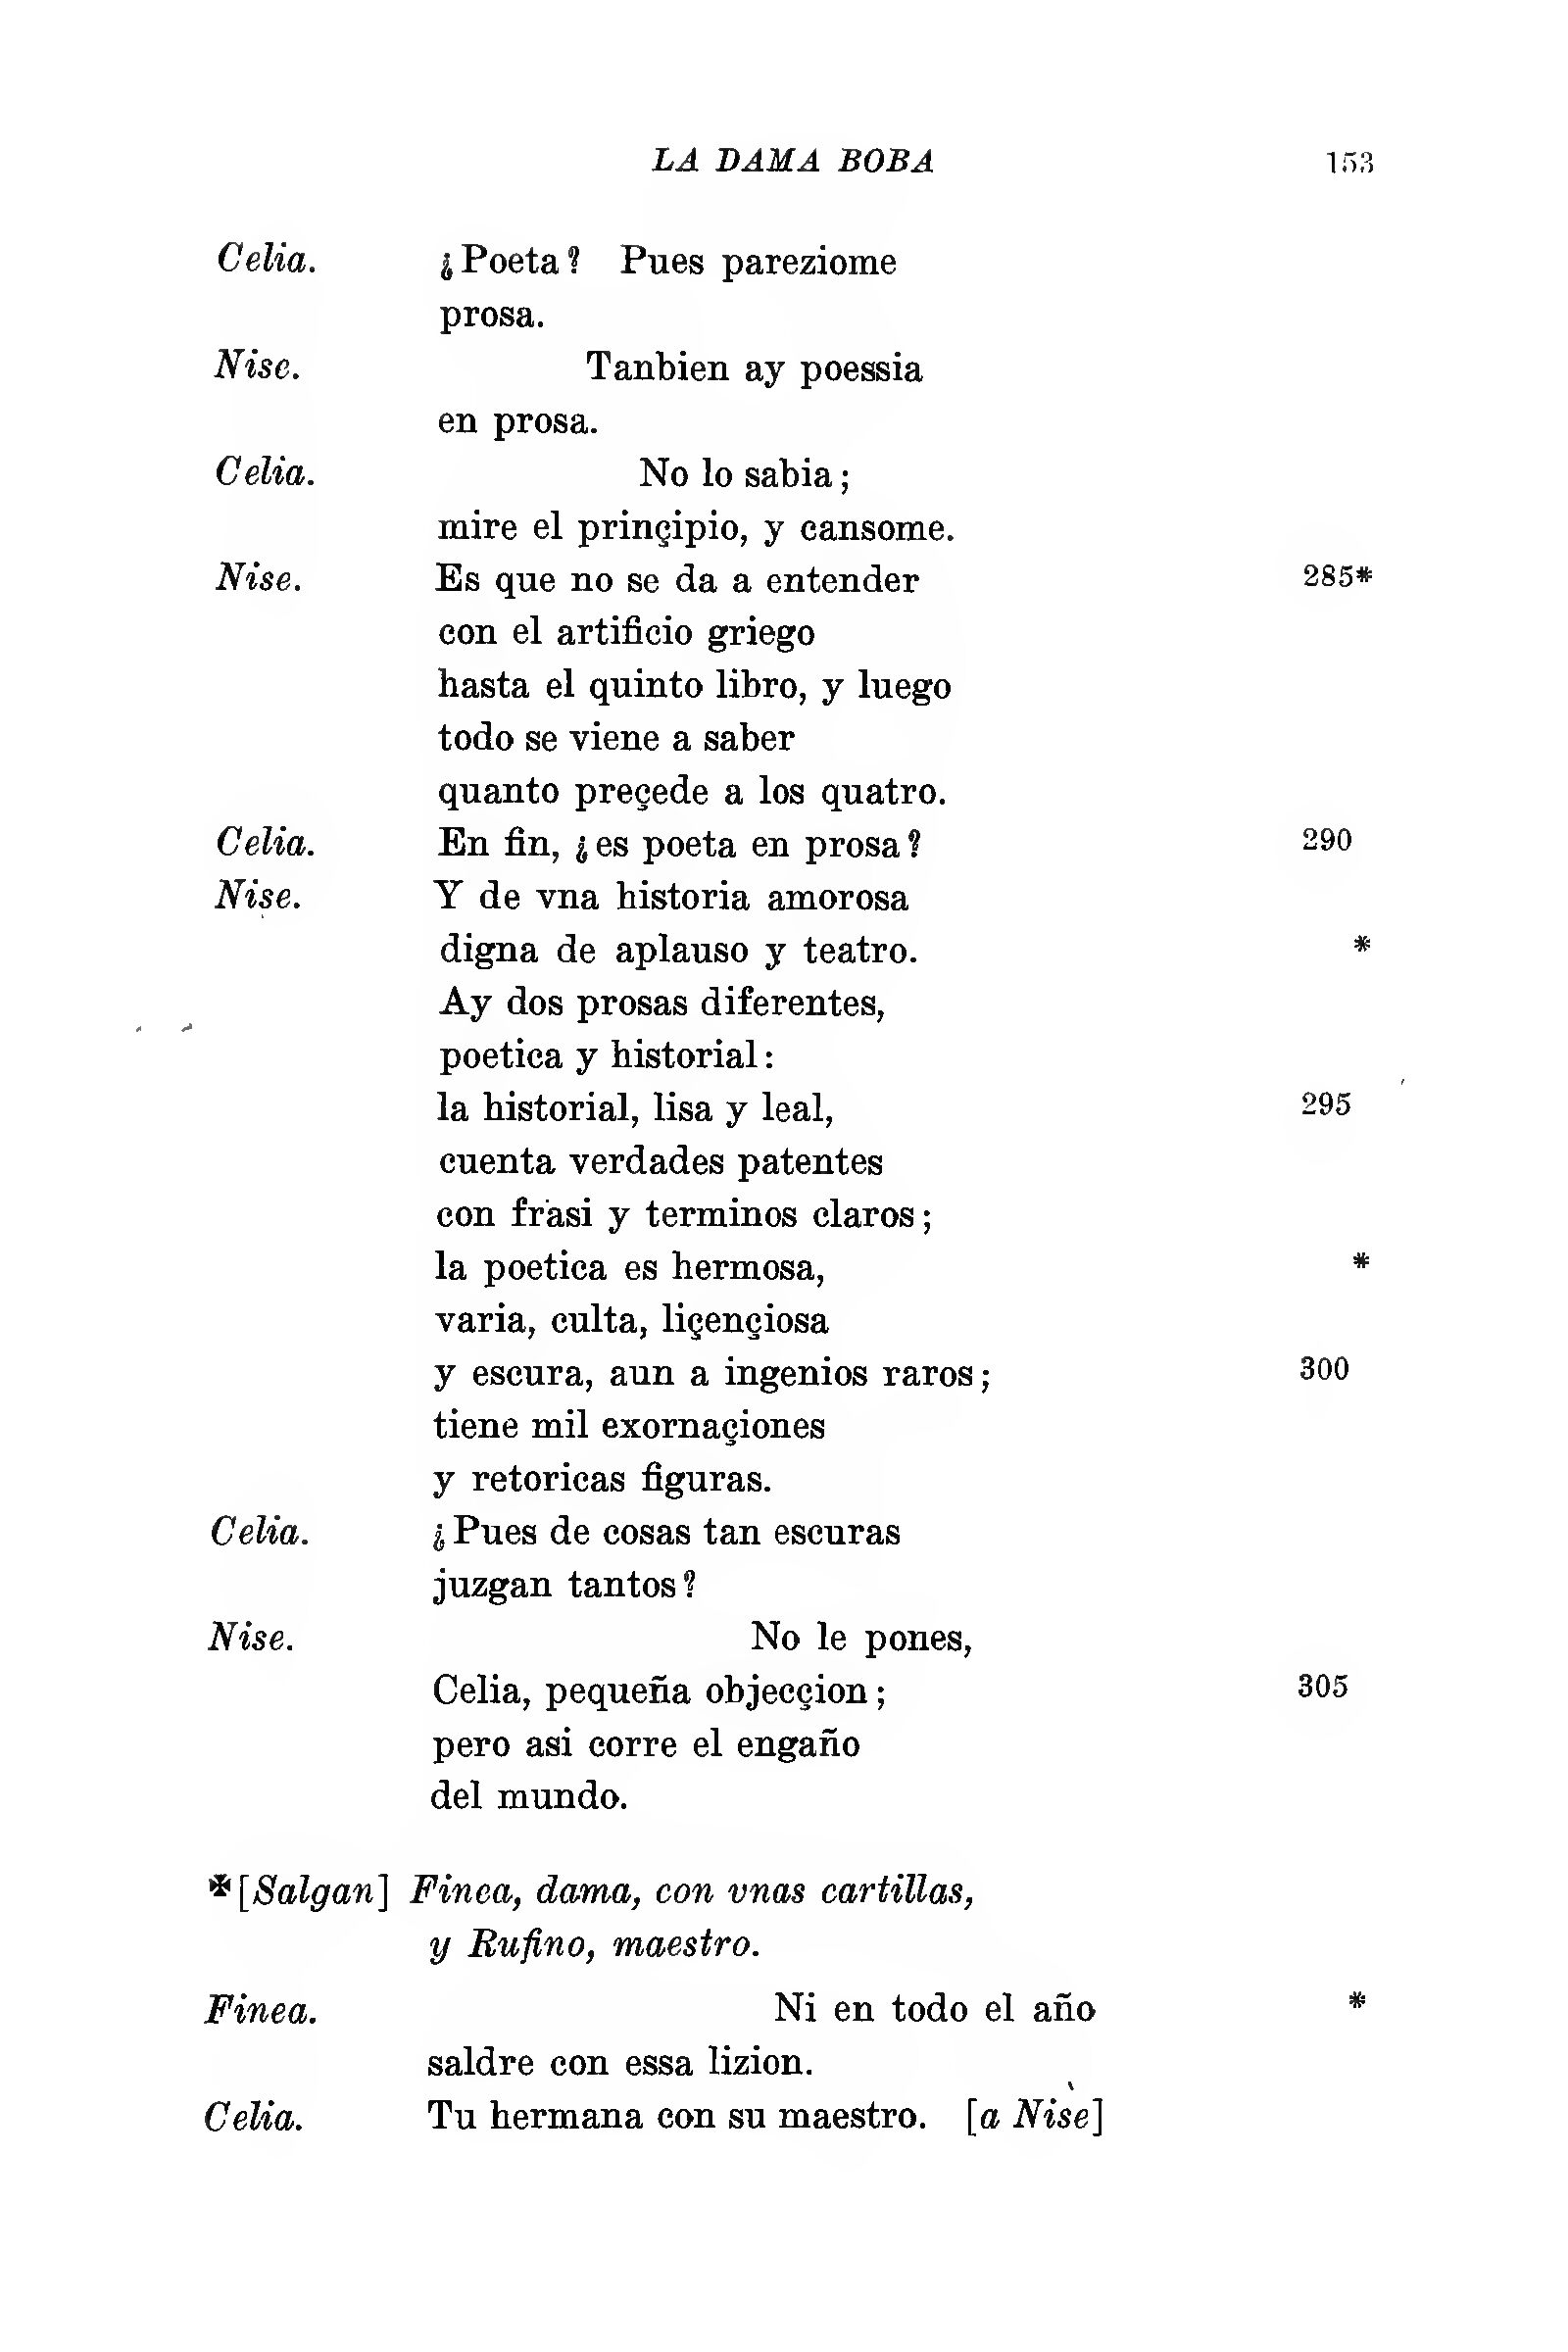 LA DAMA BOBA 153
Celia. ¿Poeta? Pues pareziome
prosa.
Nise. Tanbien ay poessia
en prosa.
Celia. No lo sabia;
mire el prinçipio, y cansome.
Nise. Es que no se da a entender 285*
con el artificio griego
hasta el quinto libro, y luego
todo se viene a saber
quanto preçede a los quatro.
Celia. En fin, ¿es poeta en prosa? 290
Nise. Y de vna historia amorosa
digna de aplauso y teatro. *
Ay dos prosas diferentes,
poetica y historial:
la historial, lisa y leal, 295
cuenta verdades patentes
con frasi y terminos claros;
la poetica es hermosa, *
varia, culta, liçençiosa
y escura, aun a ingenios raros; 300
tiene mil exornaçiones
y retoricas figuras.
Celia. ¿Pues de cosas tan escuras
juzgan tantos?
Nise. No le pones,
Celia, pequeña objecçion; 305
pero asi corre el engaño
del mundo.
✠[Salgan] Finea, dama, con vnas cartillas,
y Rufino, maestro.
Finea. Ni en todo el año *
saldre con essa lizion.
Celia. Tu hermana con su maestro. [a Nise]